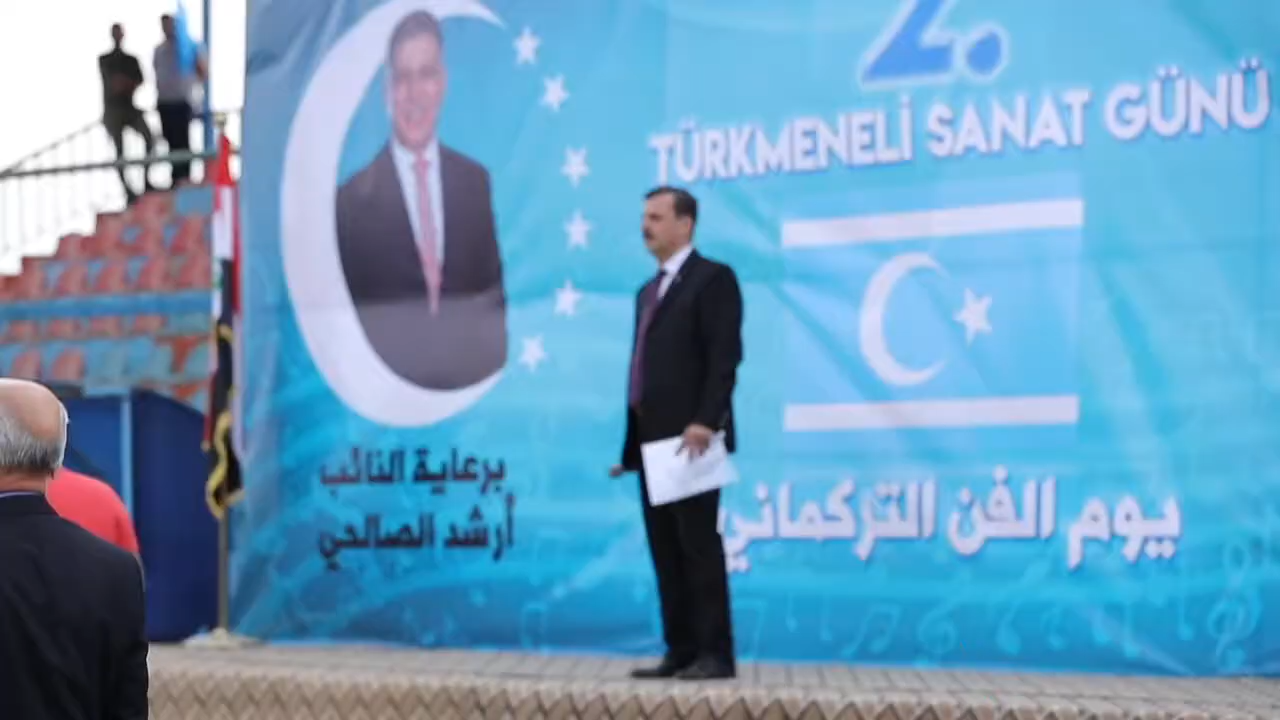 2.
TÜRKMENELİ SANAT GÜNÜ
برعاية النائب
أرشد الصالحي
يوم الفن التركماني